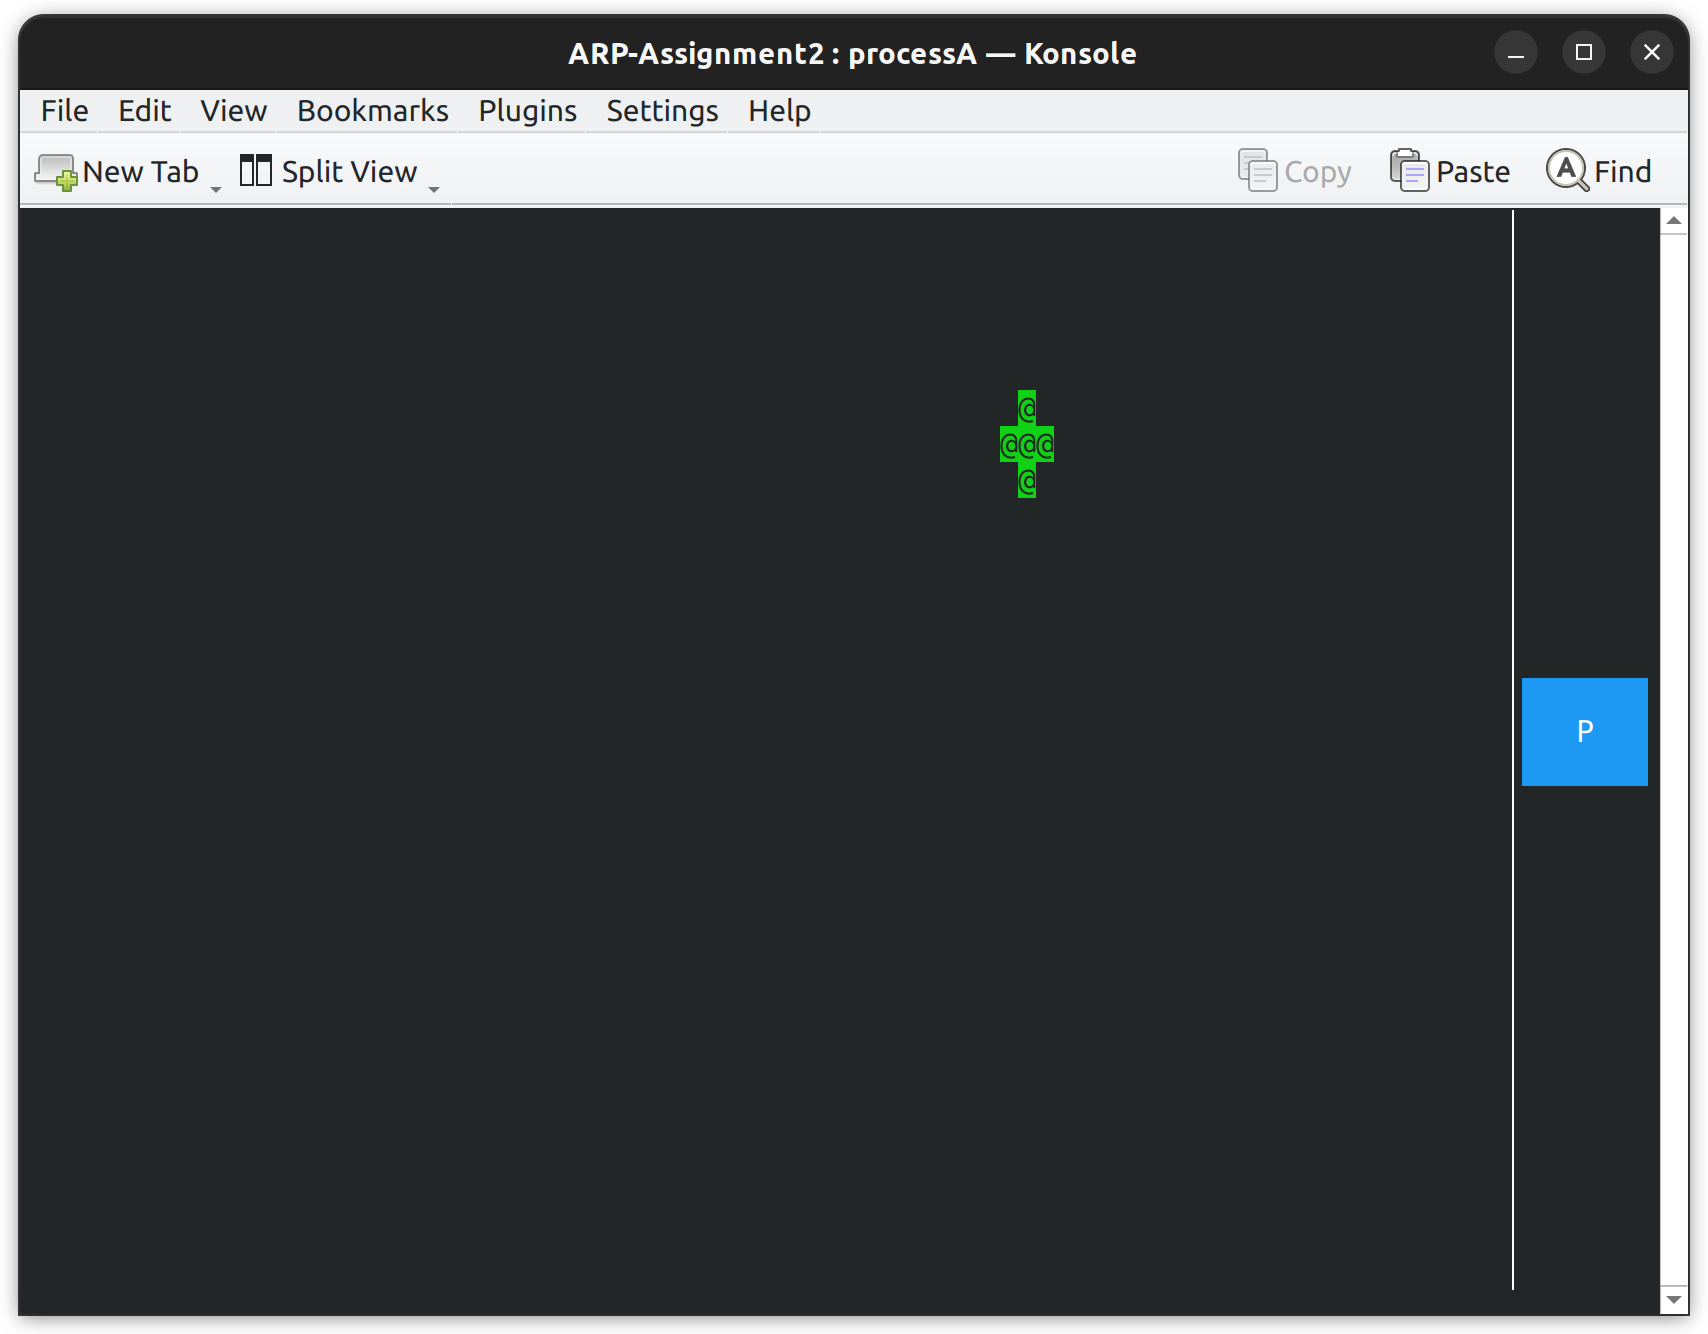 ARP-Assignment2 : processA — Konsole
File Edit View Bookmarks Plugins Settings Help
New Tab Split View Copy Paste Find
@
@@@
@
P